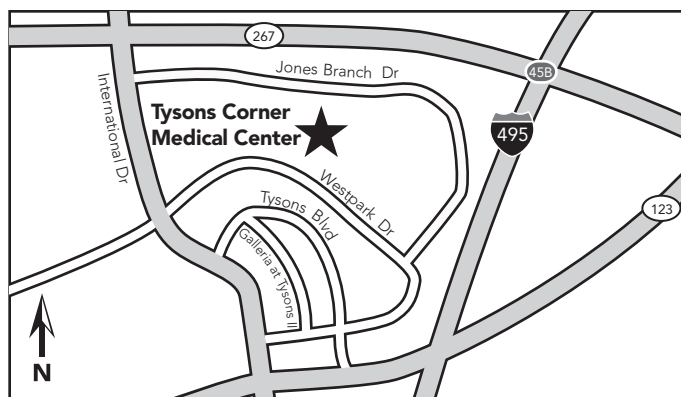 267
Jones Branch Dr
45B
International Dr
Tysons Corner
Medical Center
495
Westpark Dr
Tysons Blvd
123
Galleria at Tysons II
N